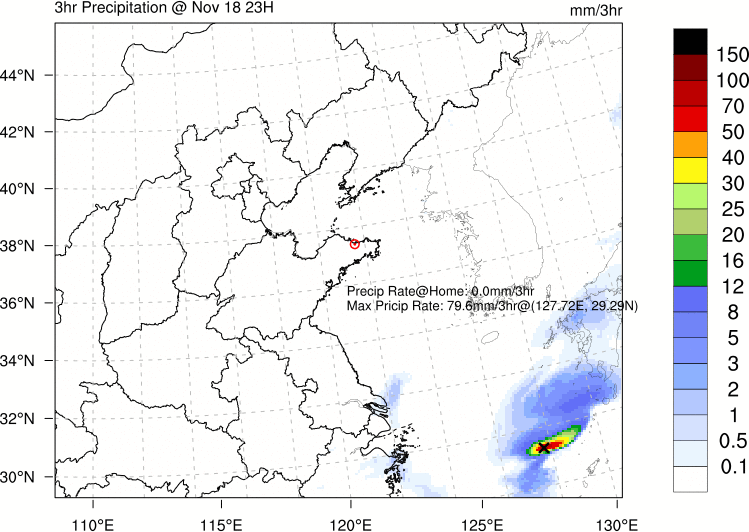 3hr Precipitation @ Nov 18 23H
mm/3hr
44°N
42°N
40°N
38°N
36°N
34°N
32°N
30°N
Precip Rate@Home: 0.0mm/3hr
Max Pricip Rate: 79.6mm/3hr@(127.72E, 29.29N)
110°E
115°E
120°E
125°E
130°E
150
100
70
50
40
30
25
20
16
12
8
5
3
2
1
0.5
0.1